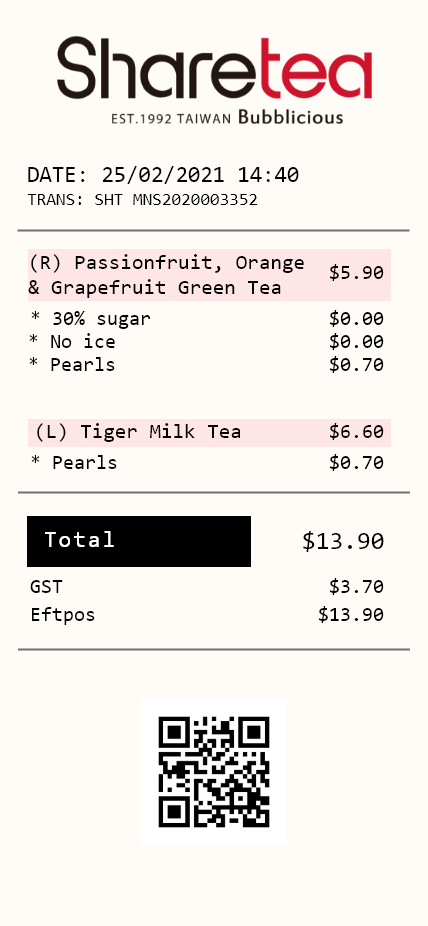 Sharetea
EST.1992 TAIWAN Bubblicious
DATE: 25/02/2021 14:40
TRANS: SHT MNS2020003352
(R) Passionfruit, Orange
& Grapefruit Green Tea $5.90
* 30% sugar $0.00
* No ice $0.00
* Pearls $0.70
(L) Tiger Milk Tea $6.60
* Pearls $0.70
Total $13.90
GST $3.70
Eftpos $13.90